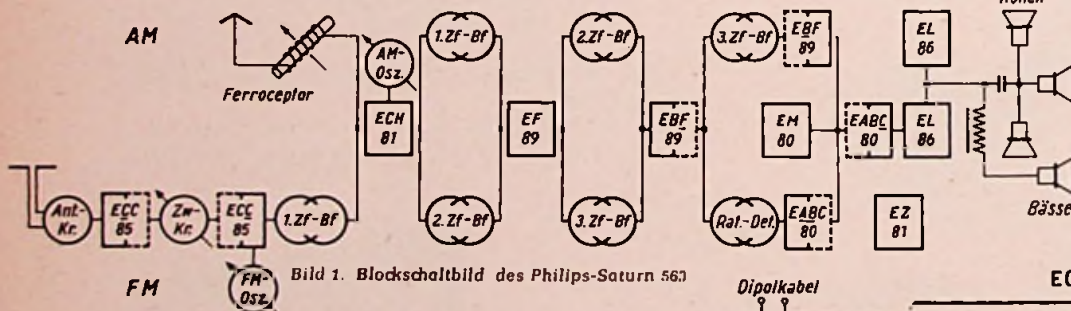 AM
Ferroceptor
AM-
Osz.
ECH
81
1.Zf-Bf
2.Zf-Bf
EF
89
2.Zf-Bf
3.Zf-Bf
EBF
89
3.Zf-Bf
EBF
89
EM
80
Rat.-Det.
EABC
80
EABC
80
EL
86
EL
86
EZ
81
Bässe
Ant.-
Kr.
ECC
85
Zw-
Kr.
ECC
85
1.Zf-Bf
FM-
Osz.
FM
Bild 1. Blockschaltbild des Philips-Saturn
Dipolkabel